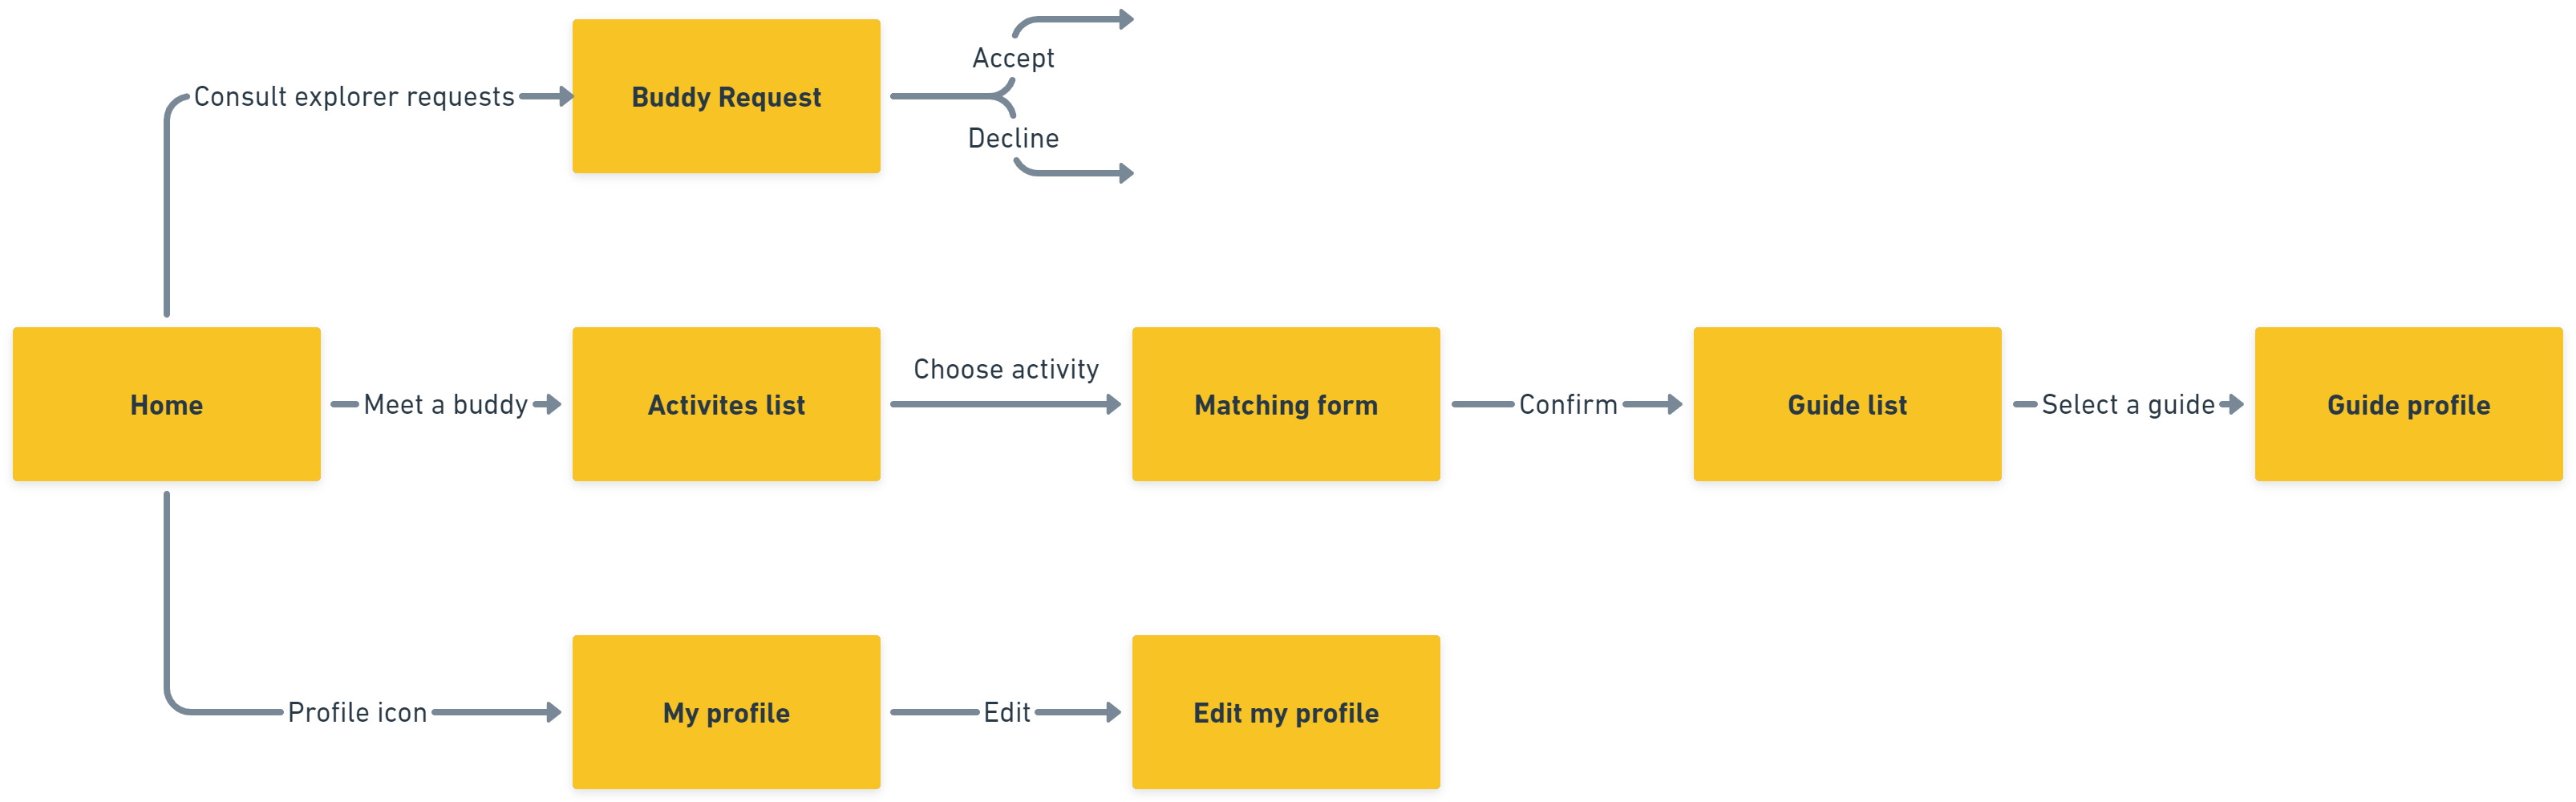 Accept
Consult explorer requests
Buddy Request
Decline
Home
Meet a buddy
Activites list
Choose activity
Matching form
Confirm
Guide list
Select a guide
Guide profile
Profile icon
My profile
Edit
Edit my profile